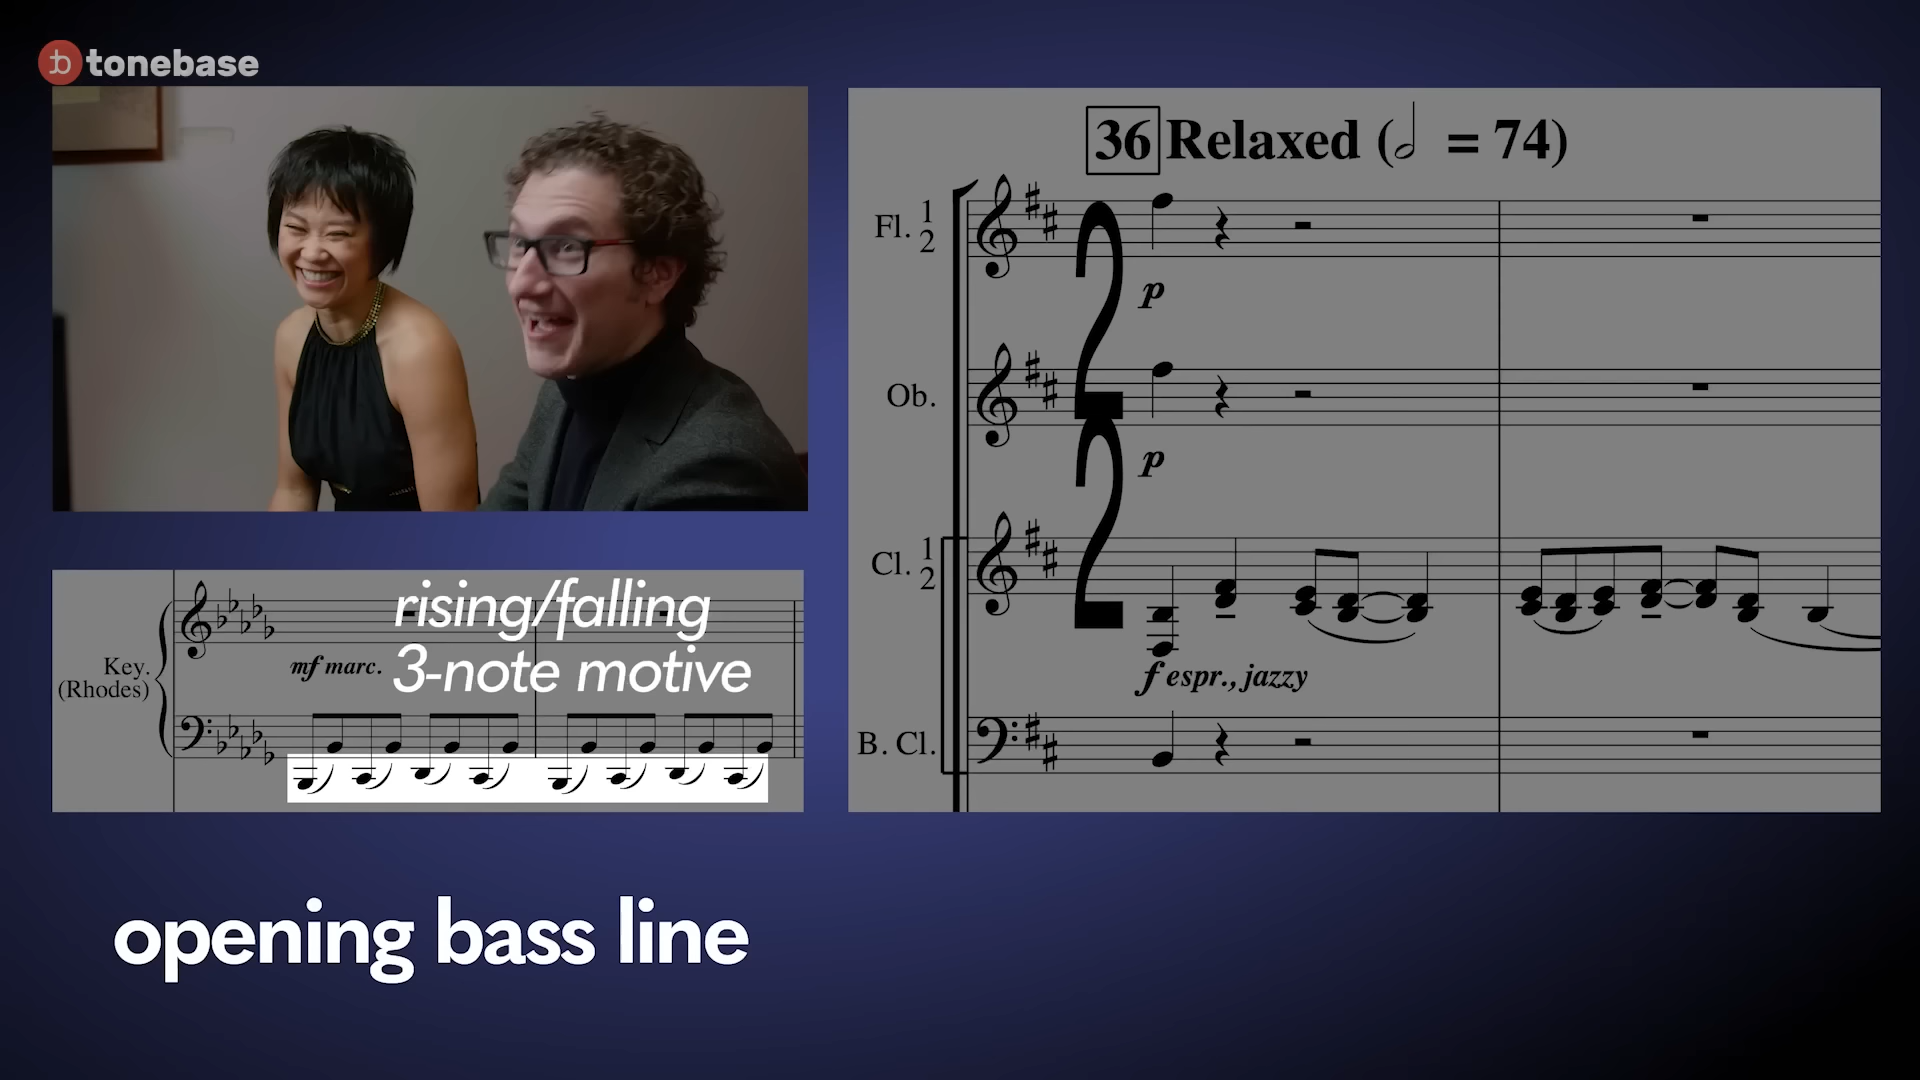 tonebase
36 Relaxed ( = 74)
Fl. 1
2
p
Ob.
p
Cl. 1
2
f espr., jazzy
B. Cl.
rising/falling
3-note motive
mf marc.
Key.
(Rhodes)
opening bass line